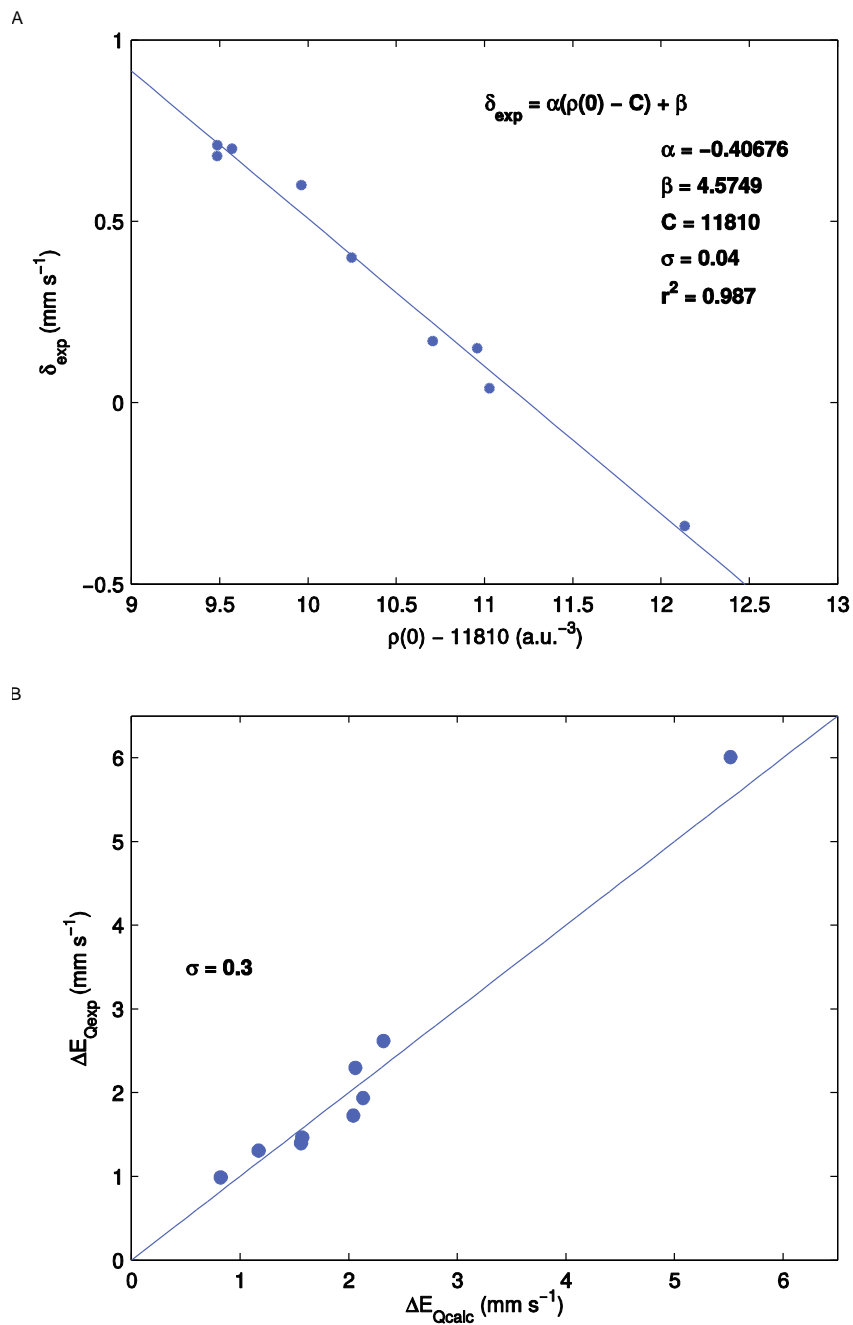 A
1
0.5
0
−0.5
δexp (mm s−1)
δexp = α(ρ(0) − C) + β
α = −0.40676
β = 4.5749
C = 11810
σ = 0.04
r2 = 0.987
9 9.5 10 10.5 11 11.5 12 12.5 13
ρ(0) − 11810 (a.u.−3)
B
6
5
4
3
2
1
0
ΔEQexp (mm s−1)
σ = 0.3
0 1 2 3 4 5 6
ΔEQcalc (mm s−1)